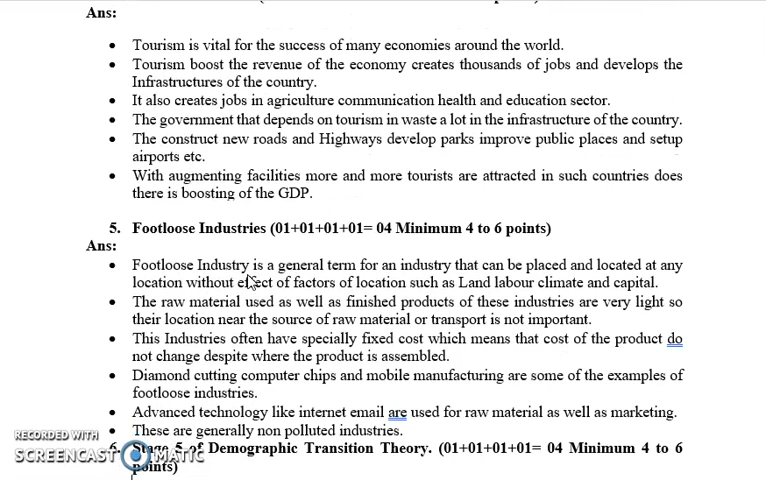 Ans:
• Tourism is vital for the success of many economies around the world.
• Tourism boost the revenue of the economy creates thousands of jobs and develops the
Infrastructures of the country.
• It also creates jobs in agriculture communication health and education sector.
• The government that depends on tourism in waste a lot in the infrastructure of the country.
• The construct new roads and Highways develop parks improve public places and setup
airports etc.
• With augmenting facilities more and more tourists are attracted in such countries does
there is boosting of the GDP.
5. Footloose Industries (01+01+01+01= 04 Minimum 4 to 6 points)
Ans:
• Footloose Industry is a general term for an industry that can be placed and located at any
location without effect of factors of location such as Land labour climate and capital.
• The raw material used as well as finished products of these industries are very light so
their location near the source of raw material or transport is not important.
• This Industries often have specially fixed cost which means that cost of the product do
not change despite where the product is assembled.
• Diamond cutting computer chips and mobile manufacturing are some of the examples of
footloose industries.
• Advanced technology like internet email are used for raw material as well as marketing.
• These are generally non polluted industries.
6. Stage 5 of Demographic Transition Theory. (01+01+01+01= 04 Minimum 4 to 6
points)
RECORDED WITH
SCREENCAST MATIC